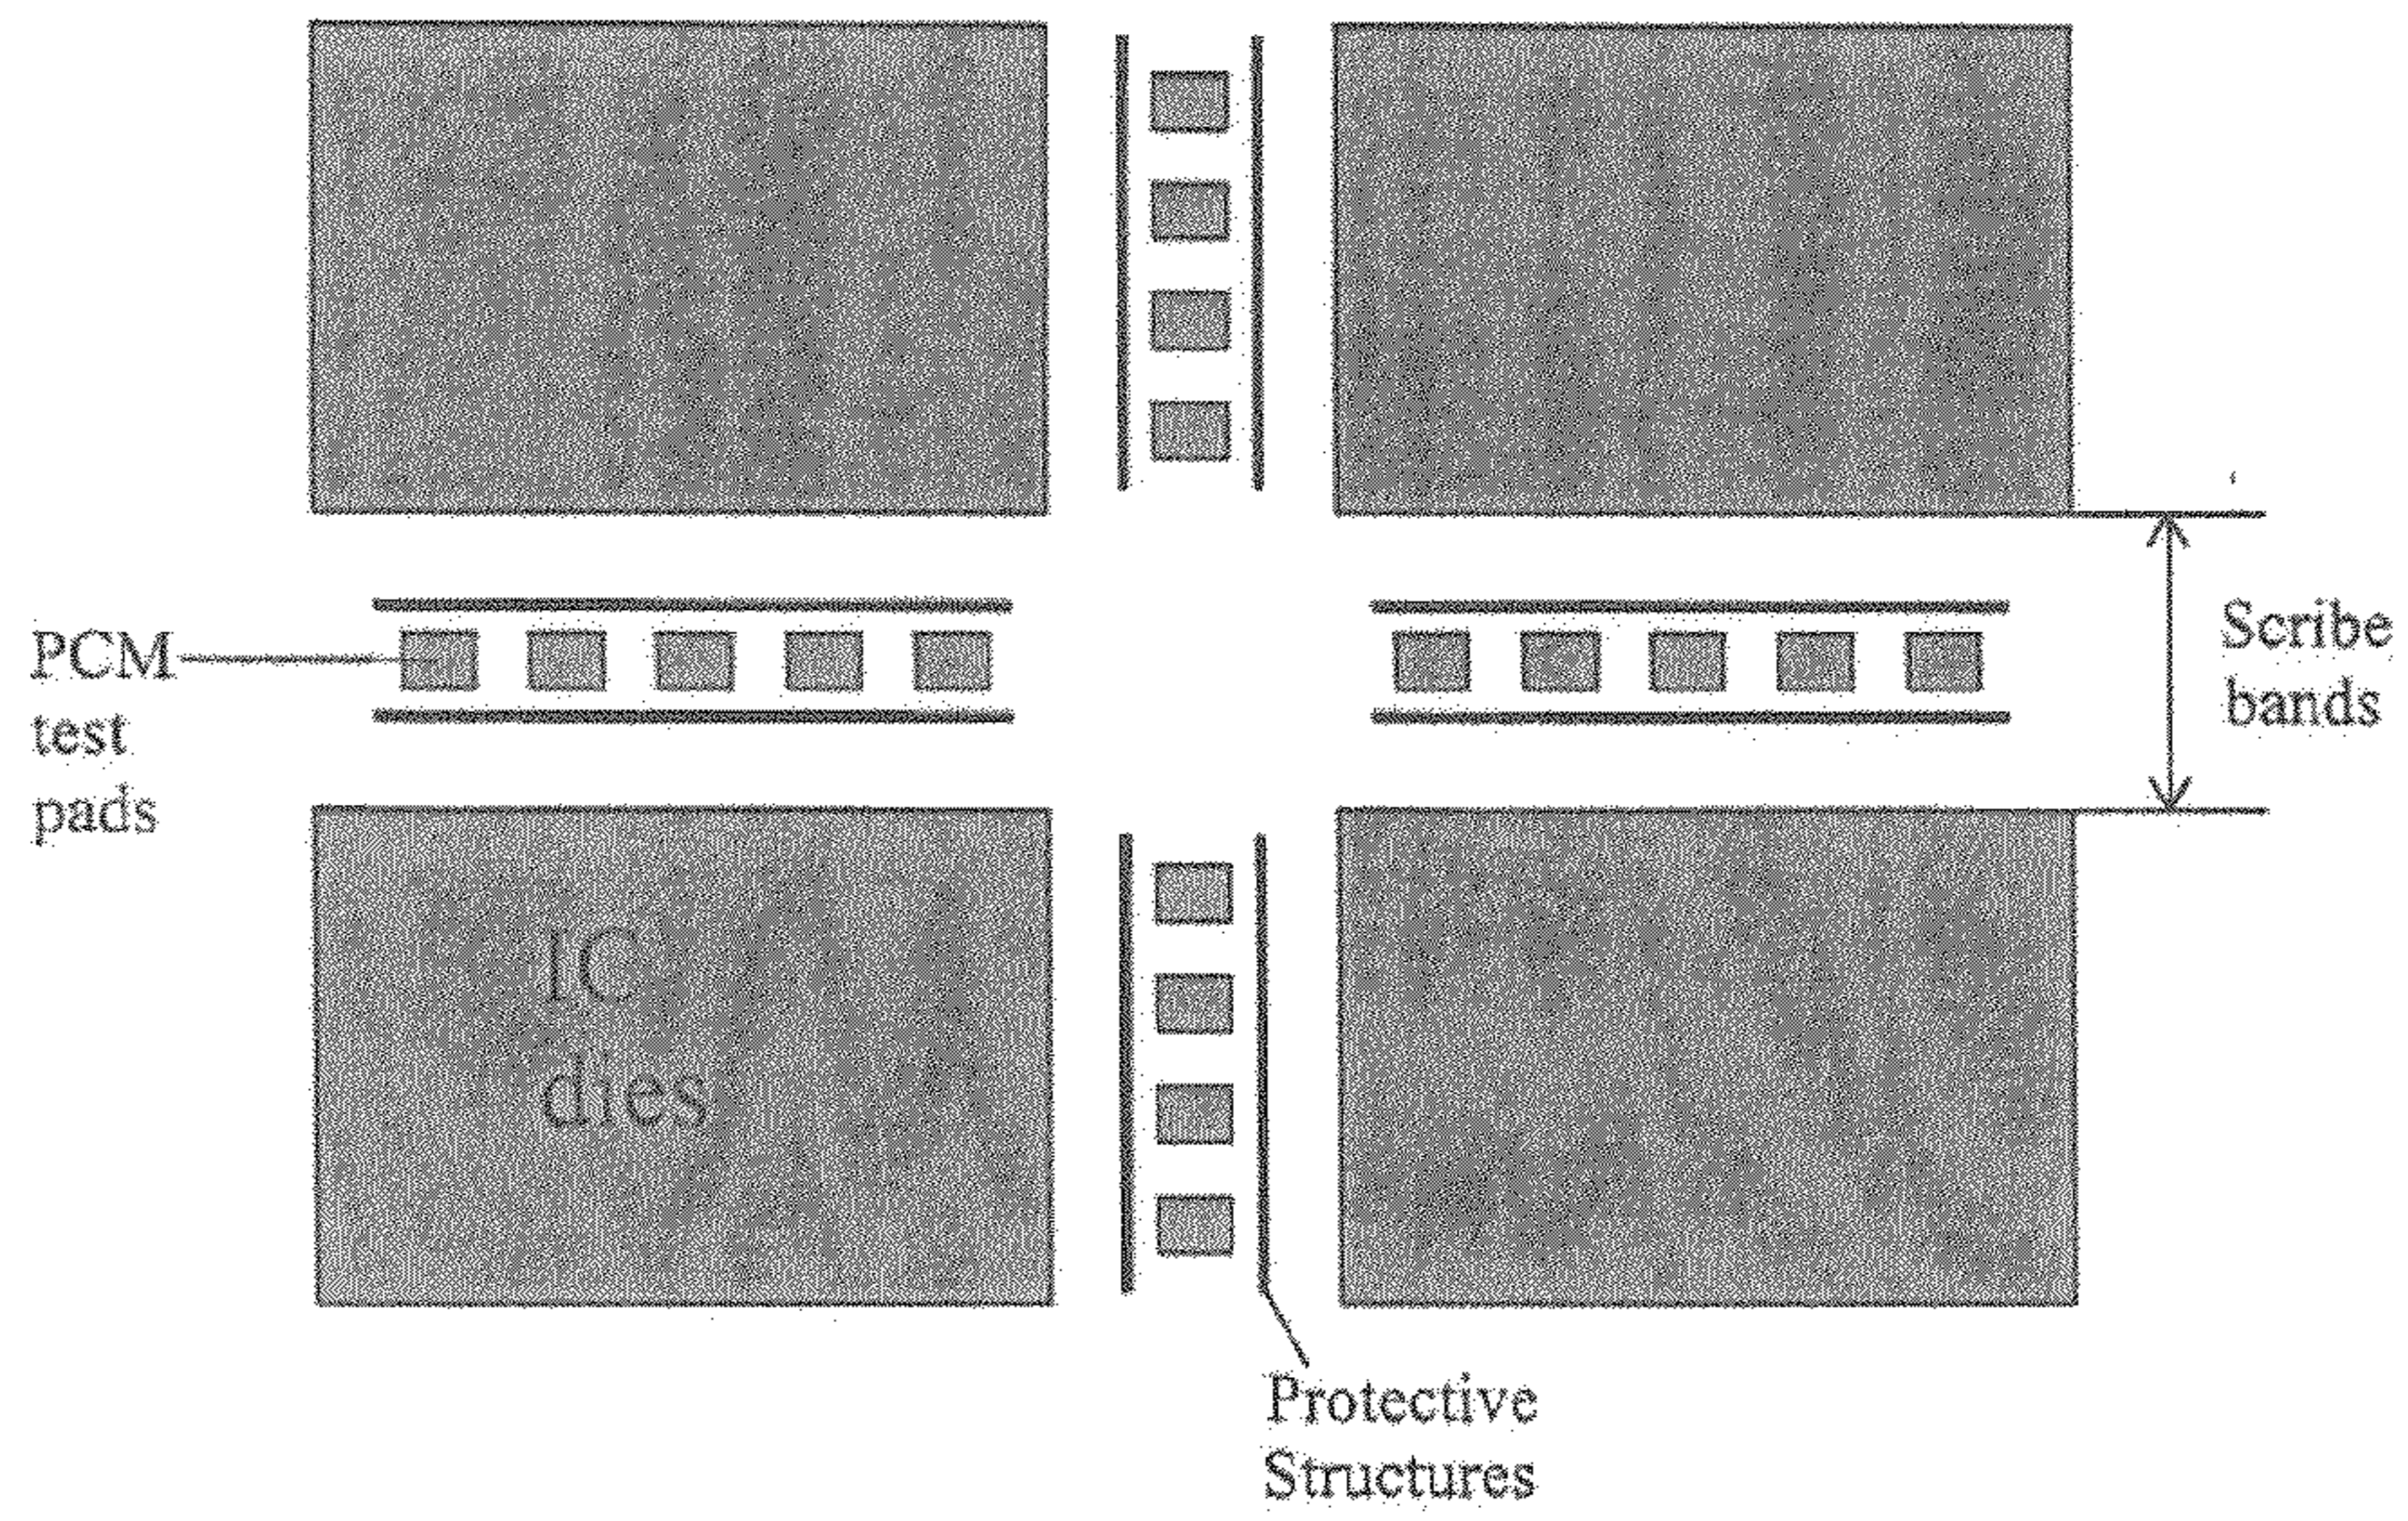 PCM
test
pads
Scribe
bands
IC
dies
Protective
Structures